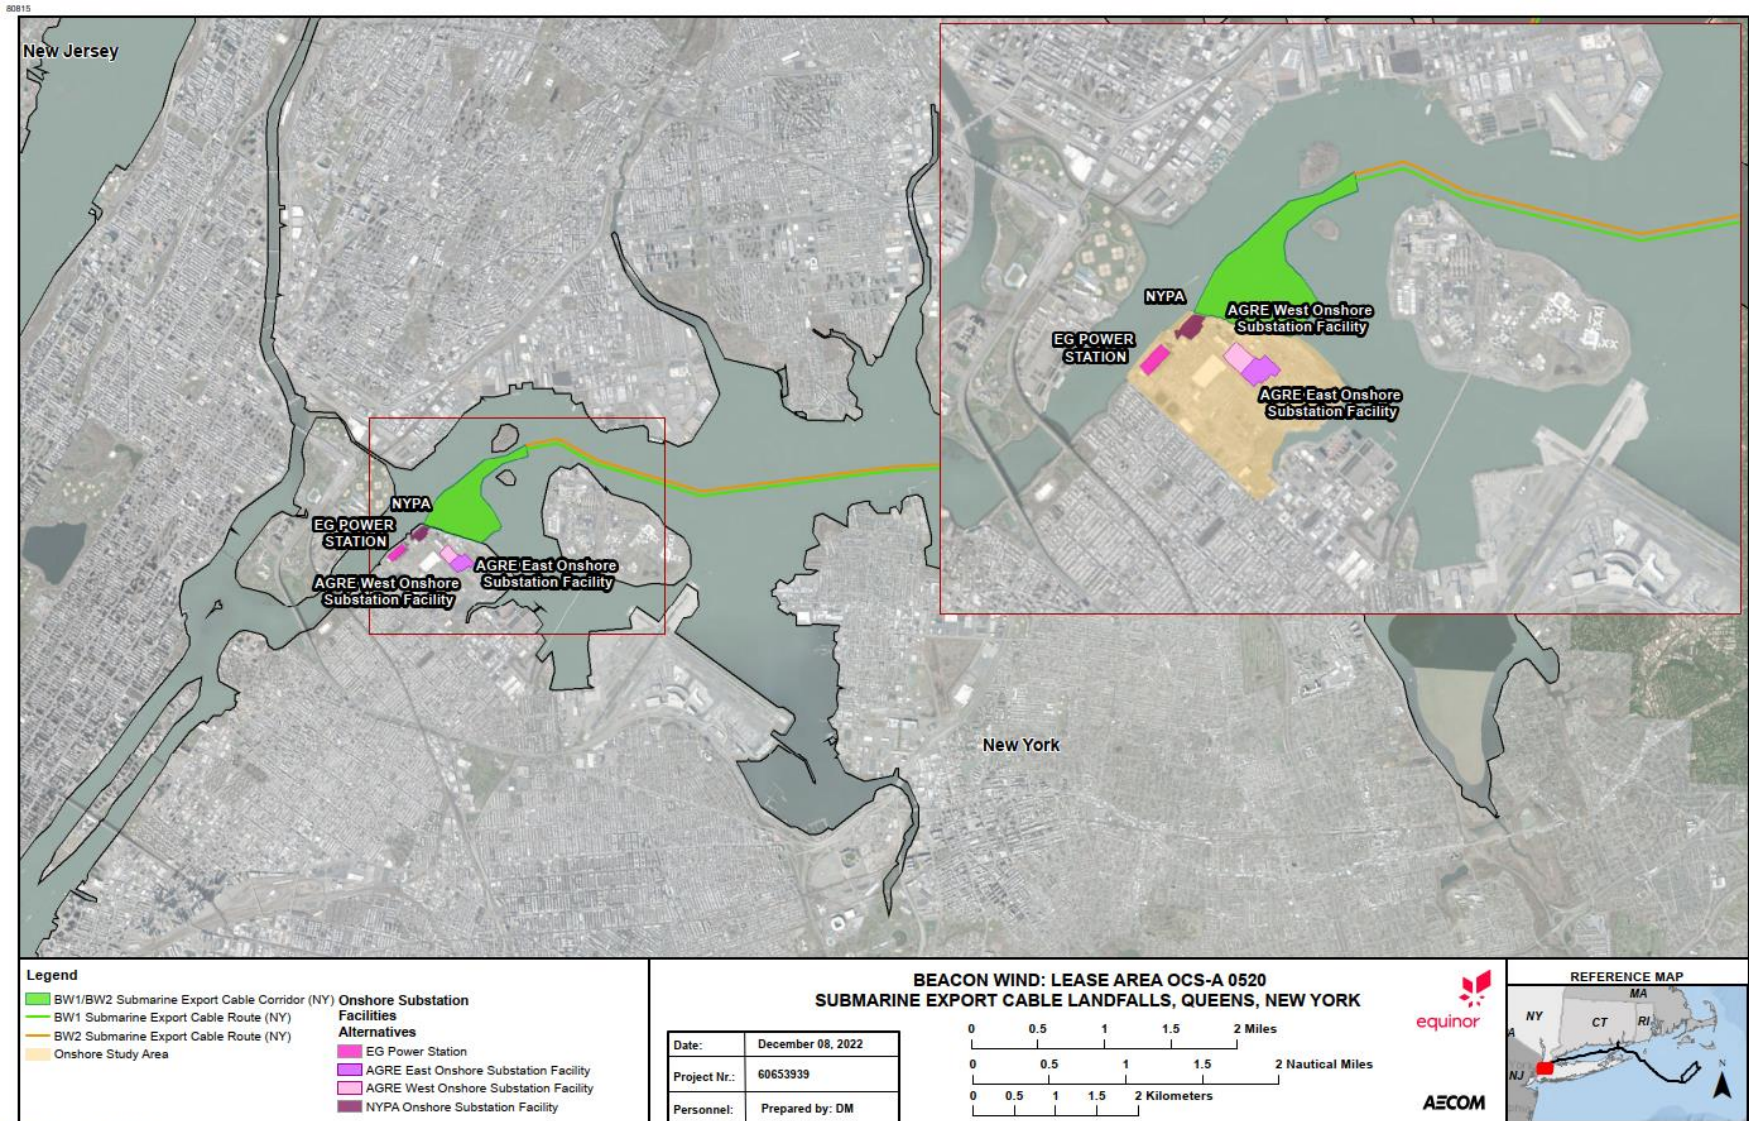 80815
New Jersey
NYPA
EG POWER
STATION
AGRE West Onshore
Substation Facility
AGRE East Onshore
Substation Facility
NYPA
EG POWER
STATION
AGRE West Onshore
Substation Facility
AGRE East Onshore
Substation Facility
New York
Legend
BW1/BW2 Submarine Export Cable Corridor (NY)
BW1 Submarine Export Cable Route (NY)
BW2 Submarine Export Cable Route (NY)
Onshore Study Area
Onshore Substation
Facilities
Alternatives
EG Power Station
AGRE East Onshore Substation Facility
AGRE West Onshore Substation Facility
NYPA Onshore Substation Facility
BEACON WIND: LEASE AREA OCS-A 0520
SUBMARINE EXPORT CABLE LANDFALLS, QUEENS, NEW YORK
Date: December 08, 2022
Project Nr.: 60653939
Personnel: Prepared by: DM
0 0.5 1 1.5 2 Miles
0 0.5 1 1.5 2 Nautical Miles
0 0.5 1 1.5 2 Kilometers
equinor
AECOM
REFERENCE MAP
MA
NY
CT
RI
NJ
N